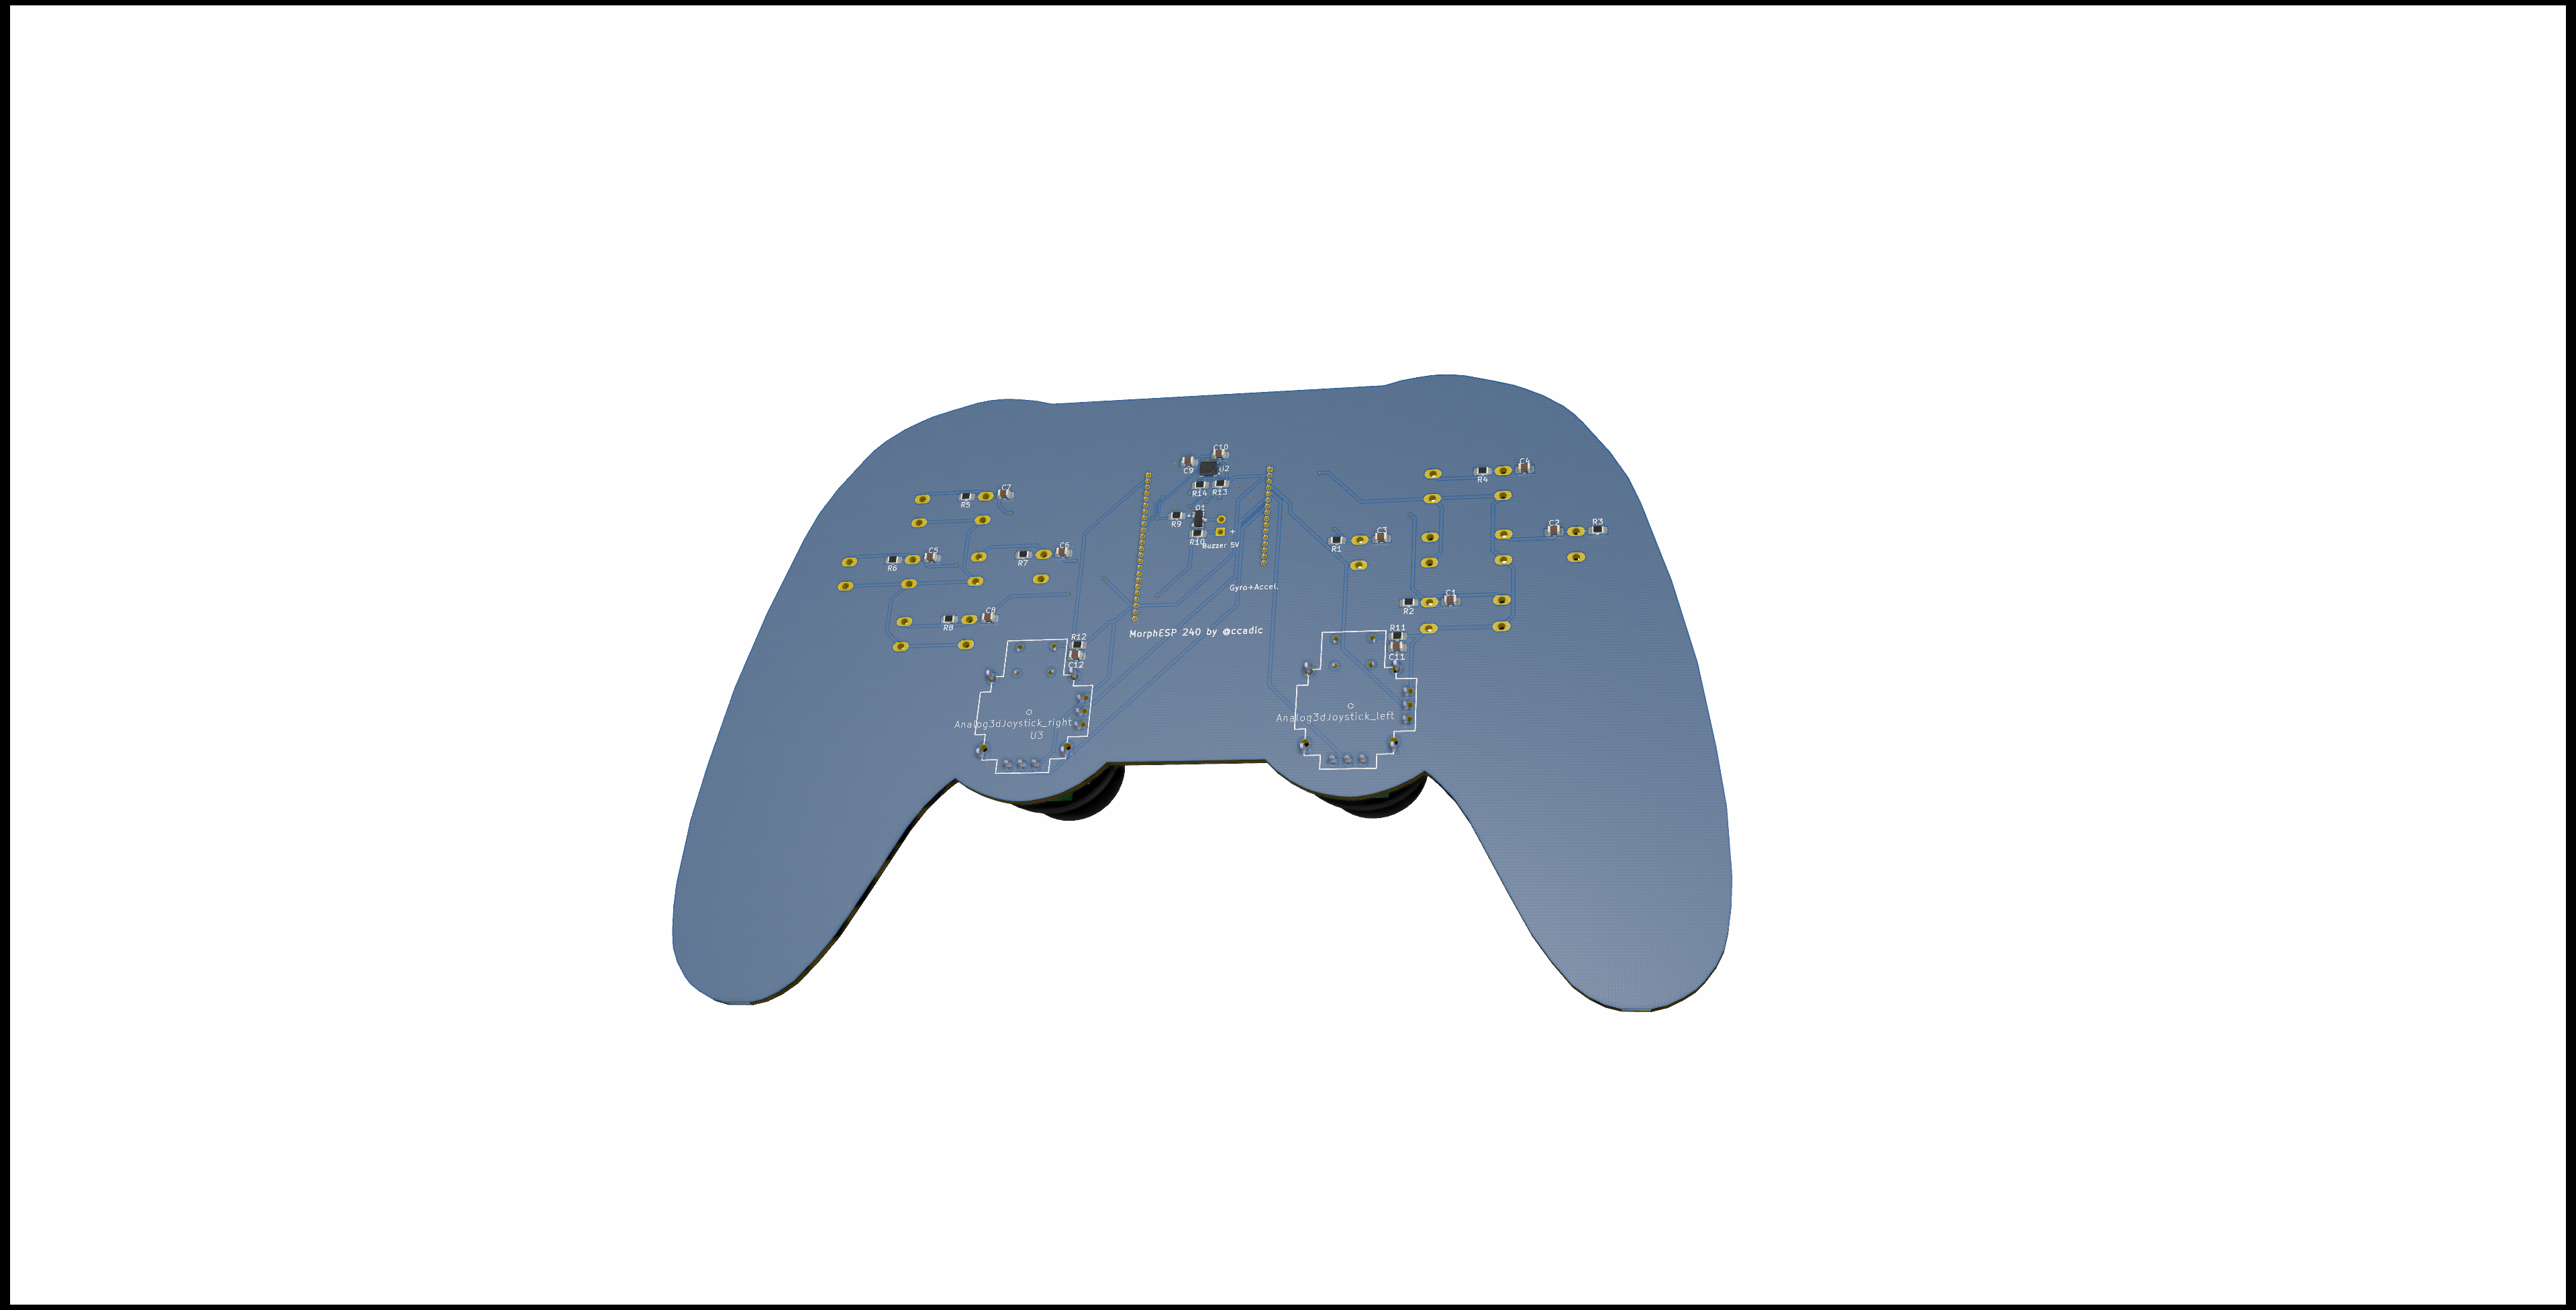 C10
C9
U2
R14
R13
C4
R4
C7
R5
Q1
R9
+
R10
Buzzer 5V
C2
R3
C3
R1
C5
R6
C6
R7
Gyro+Accel.
C1
R2
C8
R8
MorphESP 240 by @ccadic
R12
C12
R11
C11
Analog3dJoystick_right
U3
Analog3dJoystick_left